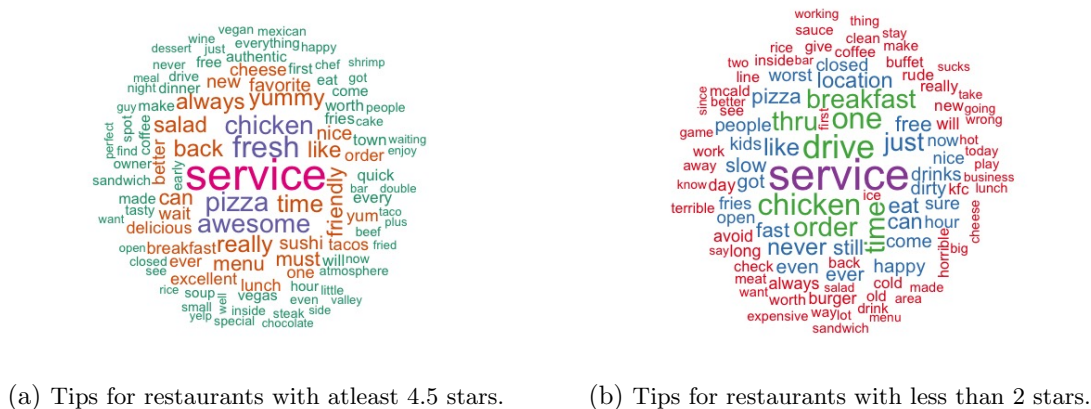 vegan mexican
wine everything
dessert just authentic happy
never free cheese first chef shrimp
meal drive new favorite eat got
night dinner always yummy come
guy make worth people
spot coffee salad chicken fries cake
perfect nice town waiting
find better back fresh like order enjoy
owner early service quick
sandwich bar double
made can pizza time friendly every
tasty yum taco
want wait awesome plus
delicious beef
open breakfast really sushi tacos fried
closed ever menu must will now
see excellent one atmosphere
rice soup lunch hour little
small well vegas even valley
yelp inside steak side
special chocolate
(a) Tips for restaurants with atleast 4.5 stars.
working thing
sauce clean stay
rice give coffee make
two inside bar closed buffet sucks
line worst location rude
since mcald really take
better pizza breakfast new going
see first wrong
game people thru one free will
work kids like drive just now hot
away slow nice today
know day got service drinks play
business
dirty kfc lunch
terrible fries chicken ice eat sure
open time can hour cheese
avoid fast order come
say long never still horrible big
check even back happy
meat ever cold made
want always salad
worth burger old area
expensive way lot drink menu
sandwich
(b) Tips for restaurants with less than 2 stars.